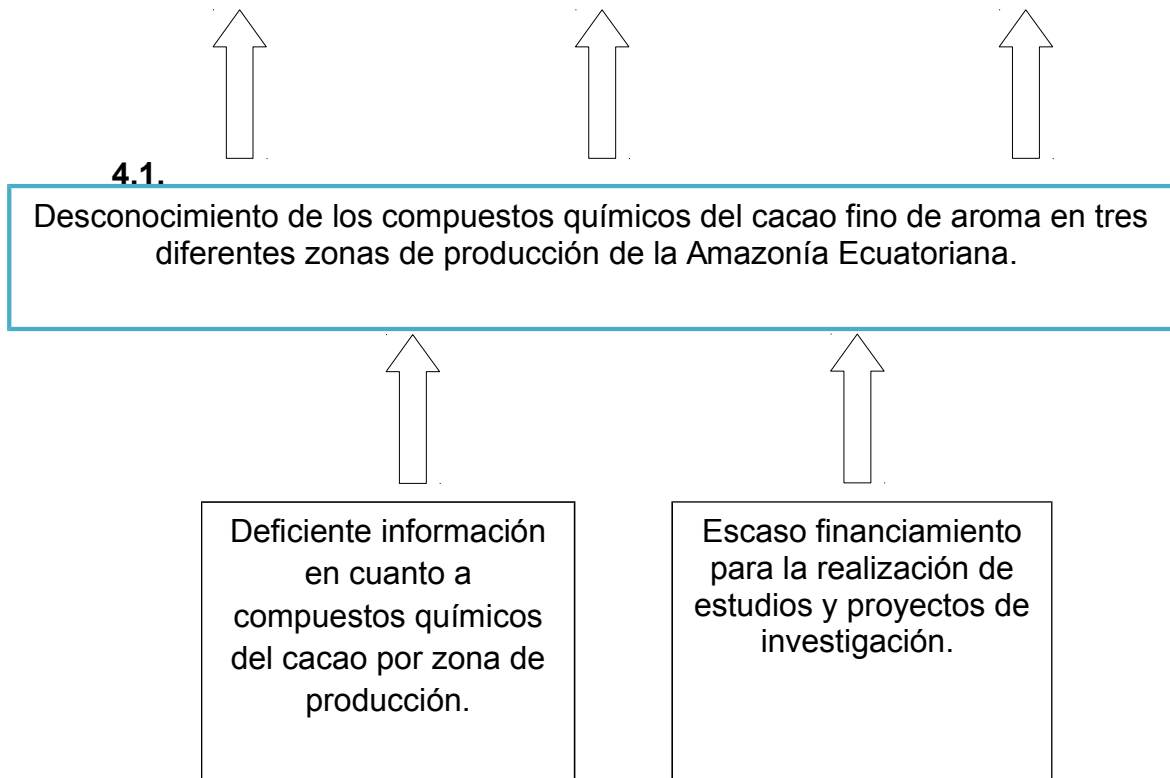 4.1.
Desconocimiento de los compuestos químicos del cacao fino de aroma en tres
diferentes zonas de producción de la Amazonía Ecuatoriana.
Deficiente información
en cuanto a
compuestos químicos
del cacao por zona de
producción.
Escaso financiamiento
para la realización de
estudios y proyectos de
investigación.